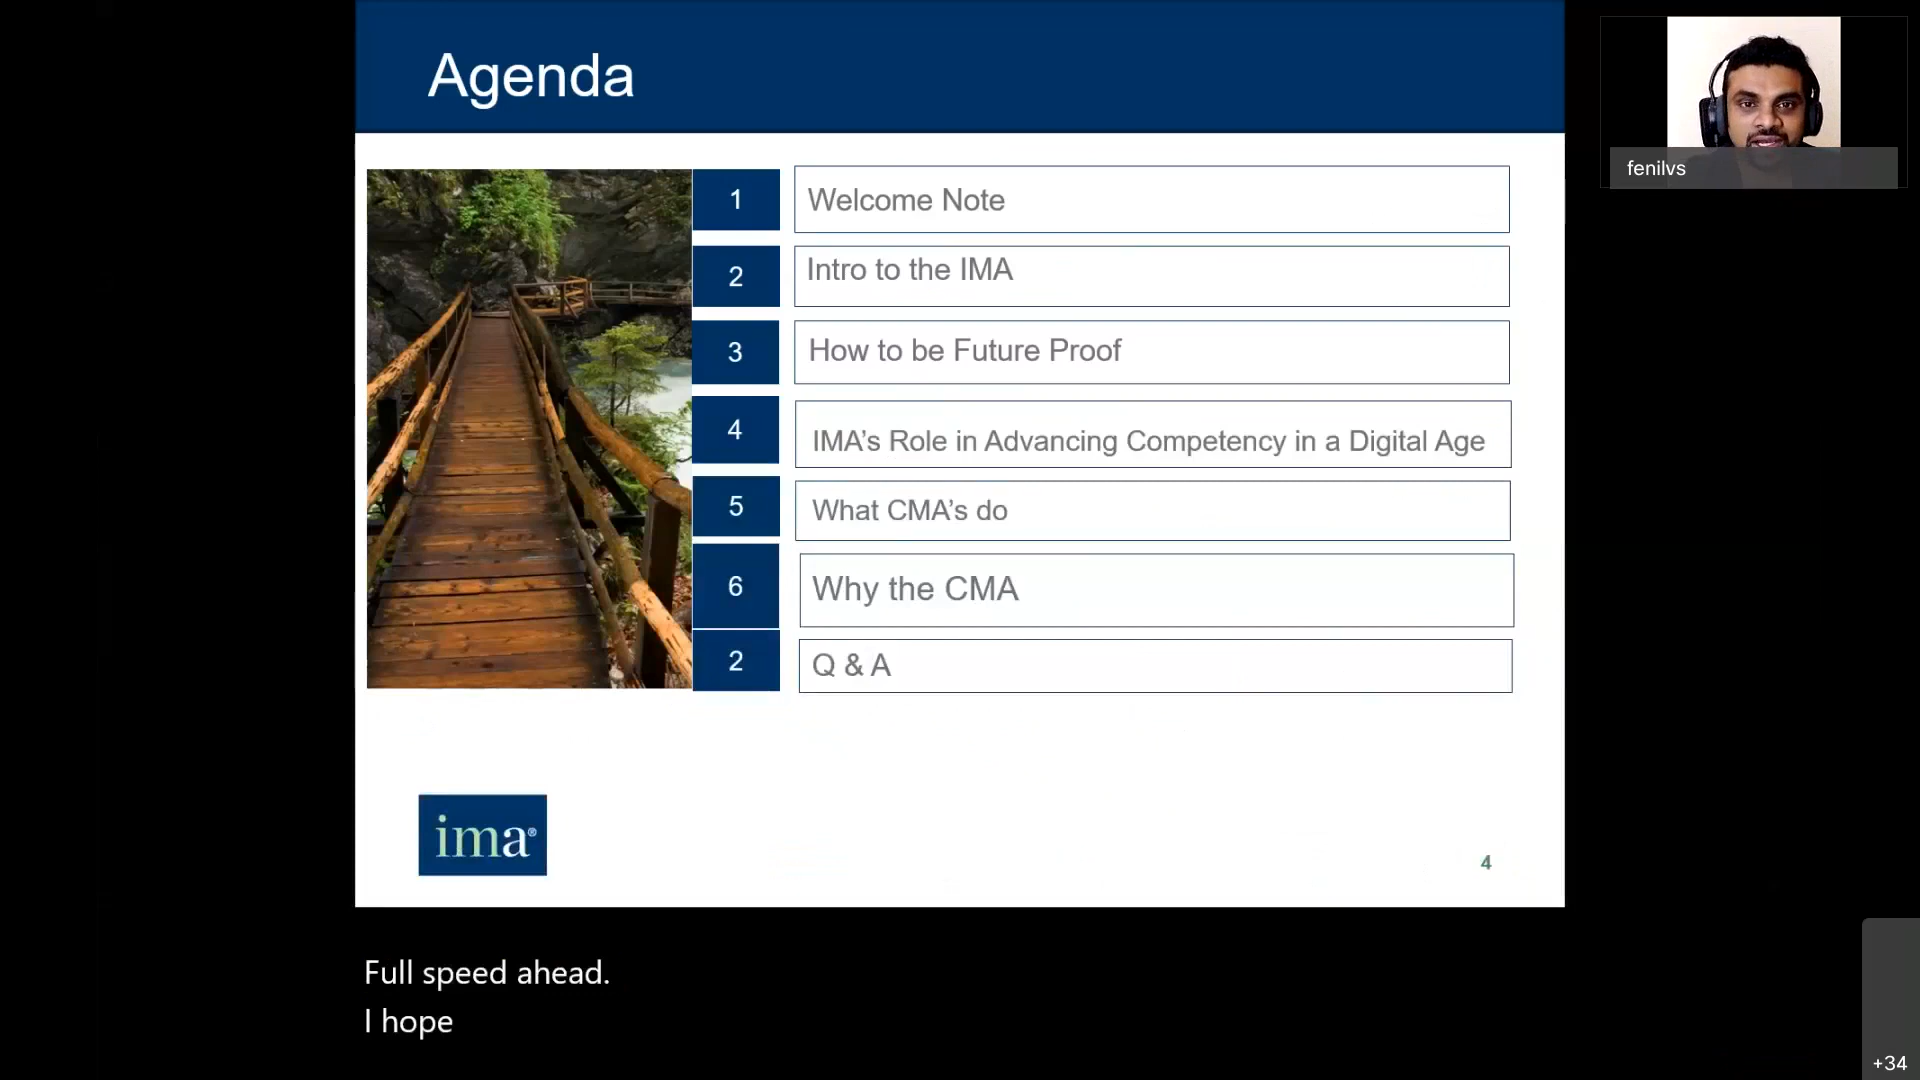 Agenda
fenilvs
1 Welcome Note
2 Intro to the IMA
3 How to be Future Proof
4 IMA’s Role in Advancing Competency in a Digital Age
5 What CMA’s do
6 Why the CMA
2 Q & A
ima®
4
Full speed ahead.
I hope
+34